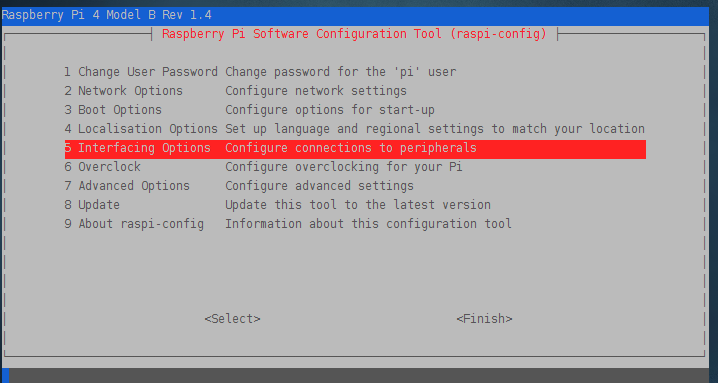 Raspberry Pi 4 Model B Rev 1.4
Raspberry Pi Software Configuration Tool (raspi-config)
1 Change User Password Change password for the 'pi' user
2 Network Options Configure network settings
3 Boot Options Configure options for start-up
4 Localisation Options Set up language and regional settings to match your location
5 Interfacing Options Configure connections to peripherals
6 Overclock Configure overclocking for your Pi
7 Advanced Options Configure advanced settings
8 Update Update this tool to the latest version
9 About raspi-config Information about this configuration tool
<Select> <Finish>